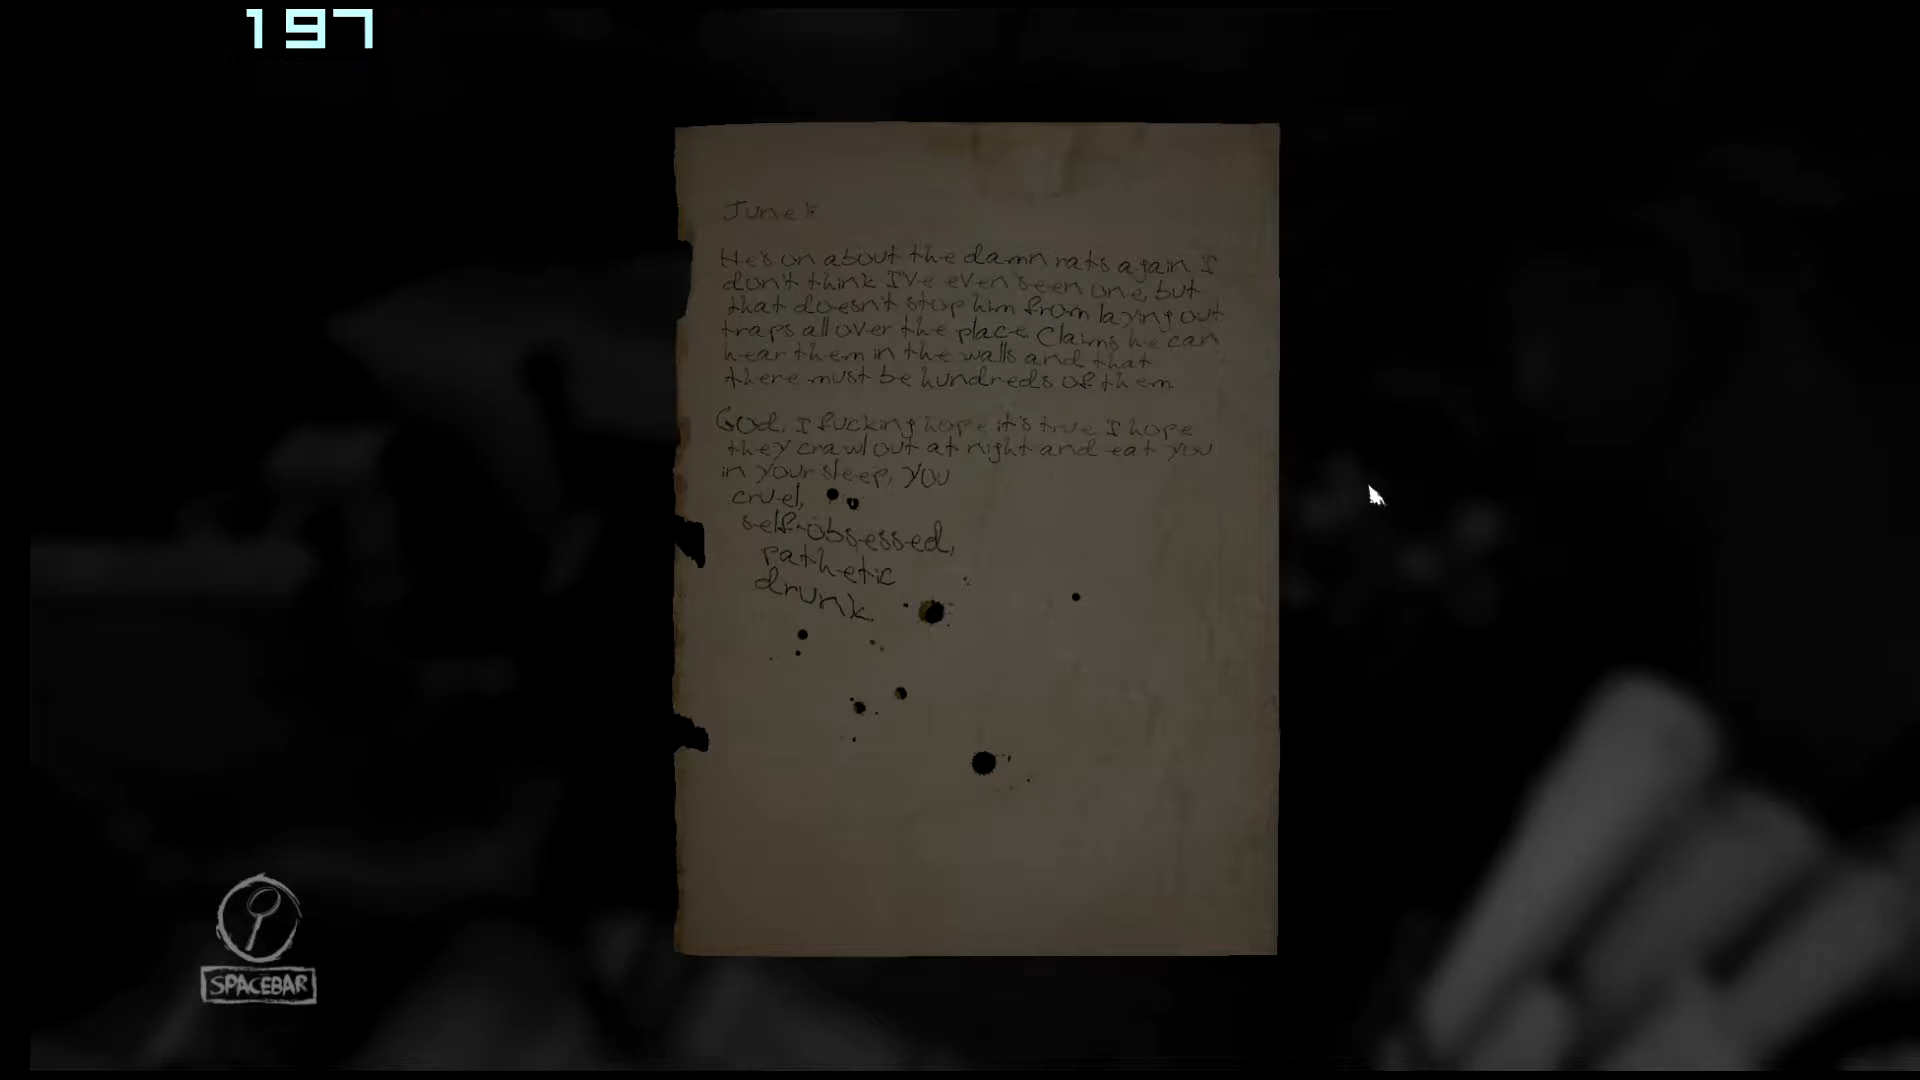 197
June
He's on about the damn rats again I
don't think I've even seen one, but
that doesn't stop him from laying out
traps all over the place. Claims he can
hear them in the walls and that
there must be hundreds of them
God, I fucking hope it's true I hope
they crawl out at night and eat you
in your sleep, you
cruel,
self-obsessed,
pathetic
drunk
SPACEBAR